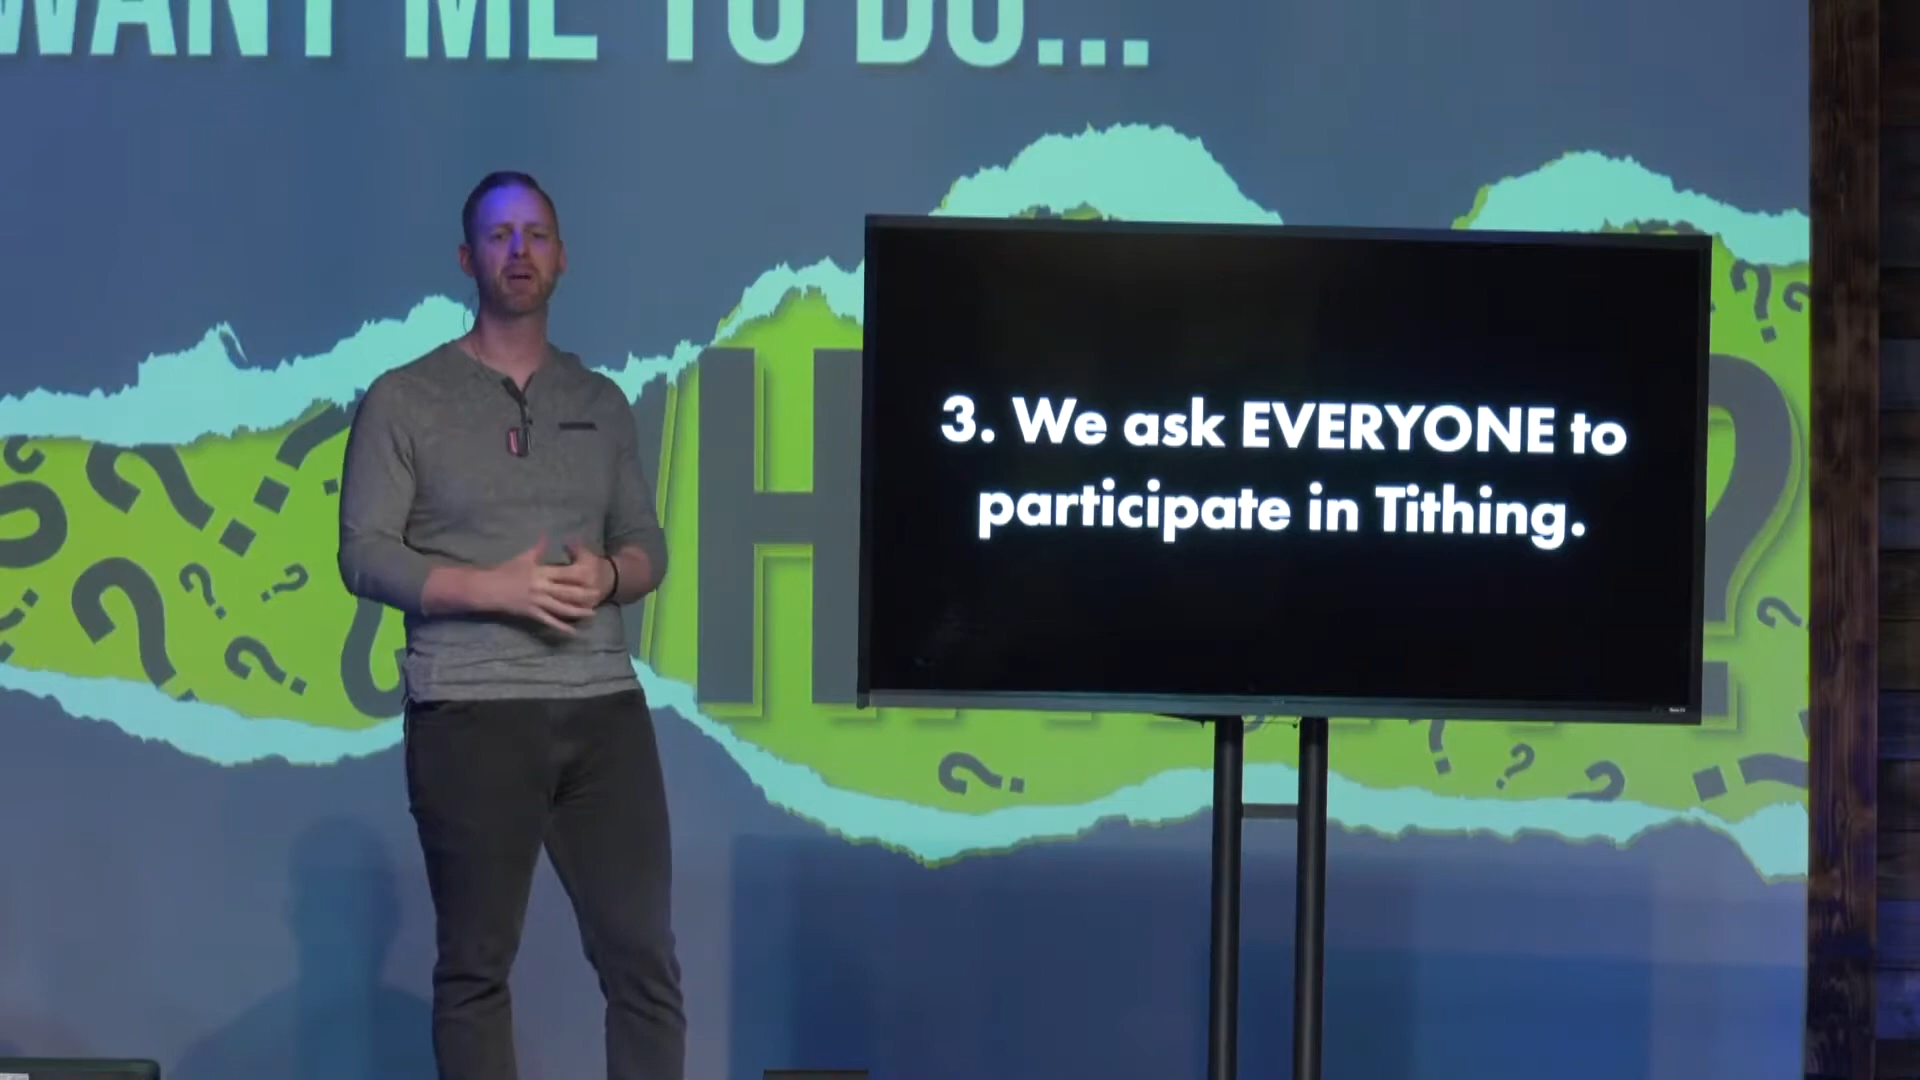 WANT ME TO DO...
3. We ask EVERYONE to
participate in Tithing.